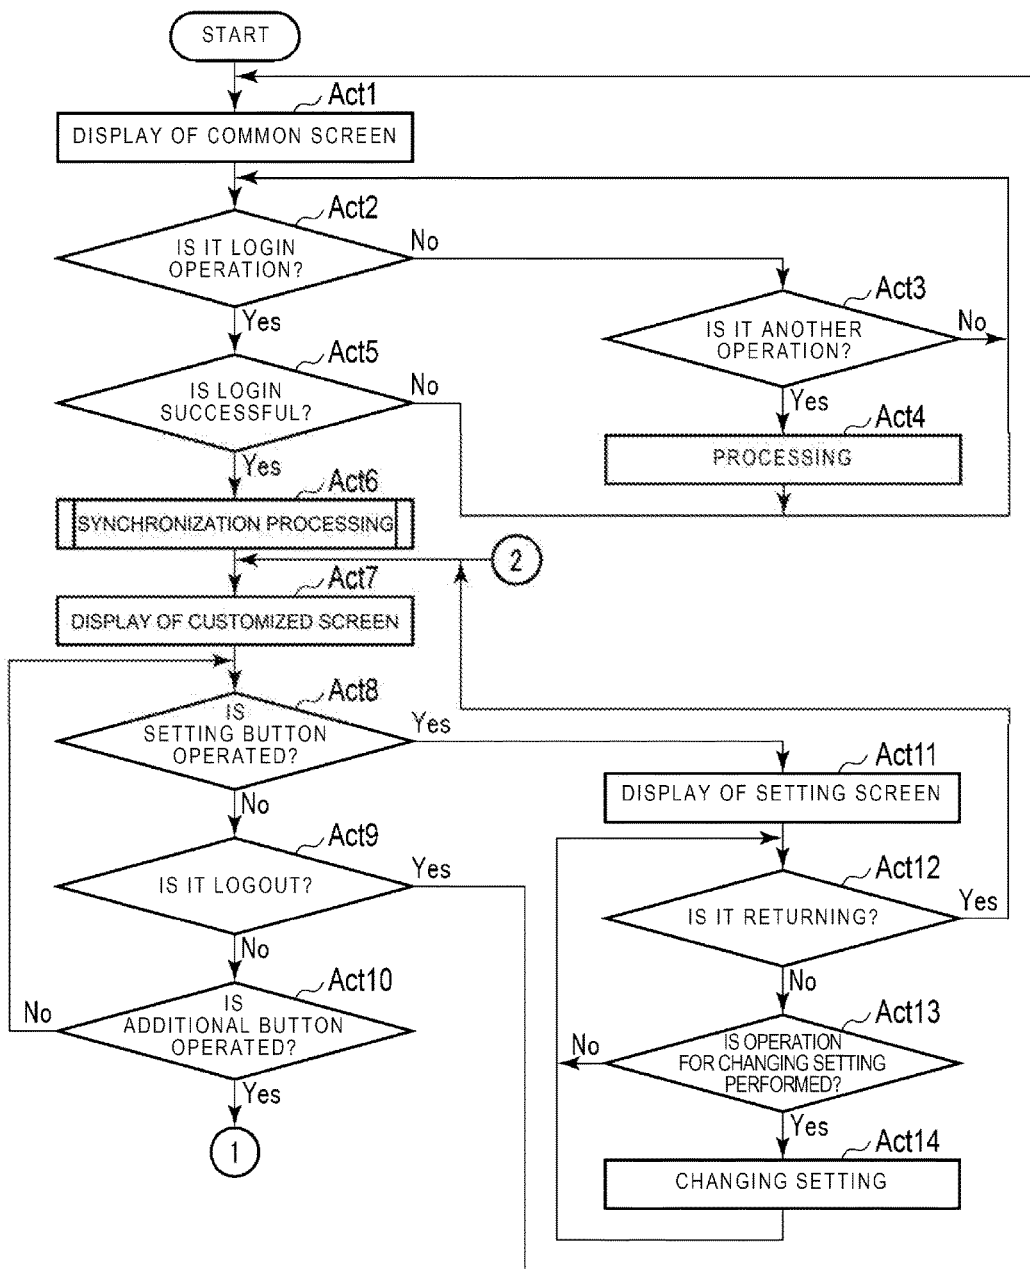 START
Act1
DISPLAY OF COMMON SCREEN
Act2
IS IT LOGIN
OPERATION?
No
Yes
Act3
IS IT ANOTHER
OPERATION?
No
Yes
Act4
PROCESSING
Act5
IS LOGIN
SUCCESSFUL?
No
Yes
Act6
SYNCHRONIZATION PROCESSING
2
Act7
DISPLAY OF CUSTOMIZED SCREEN
Act8
IS
SETTING BUTTON
OPERATED?
Yes
No
Act9
IS IT LOGOUT?
Yes
No
Act10
IS
ADDITIONAL BUTTON
OPERATED?
No
Yes
1
Act11
DISPLAY OF SETTING SCREEN
Act12
IS IT RETURNING?
Yes
No
Act13
IS OPERATION
FOR CHANGING SETTING
PERFORMED?
No
Yes
Act14
CHANGING SETTING